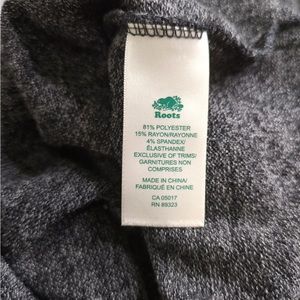 Roots
81% POLYESTER
15% RAYON/RAYONNE
4% SPANDEX/
ÉLASTHANNE
EXCLUSIVE OF TRIMS/
GARNITURES NON
COMPRISES
MADE IN CHINA/
FABRIQUÉ EN CHINE
CA 05017
RN 89323